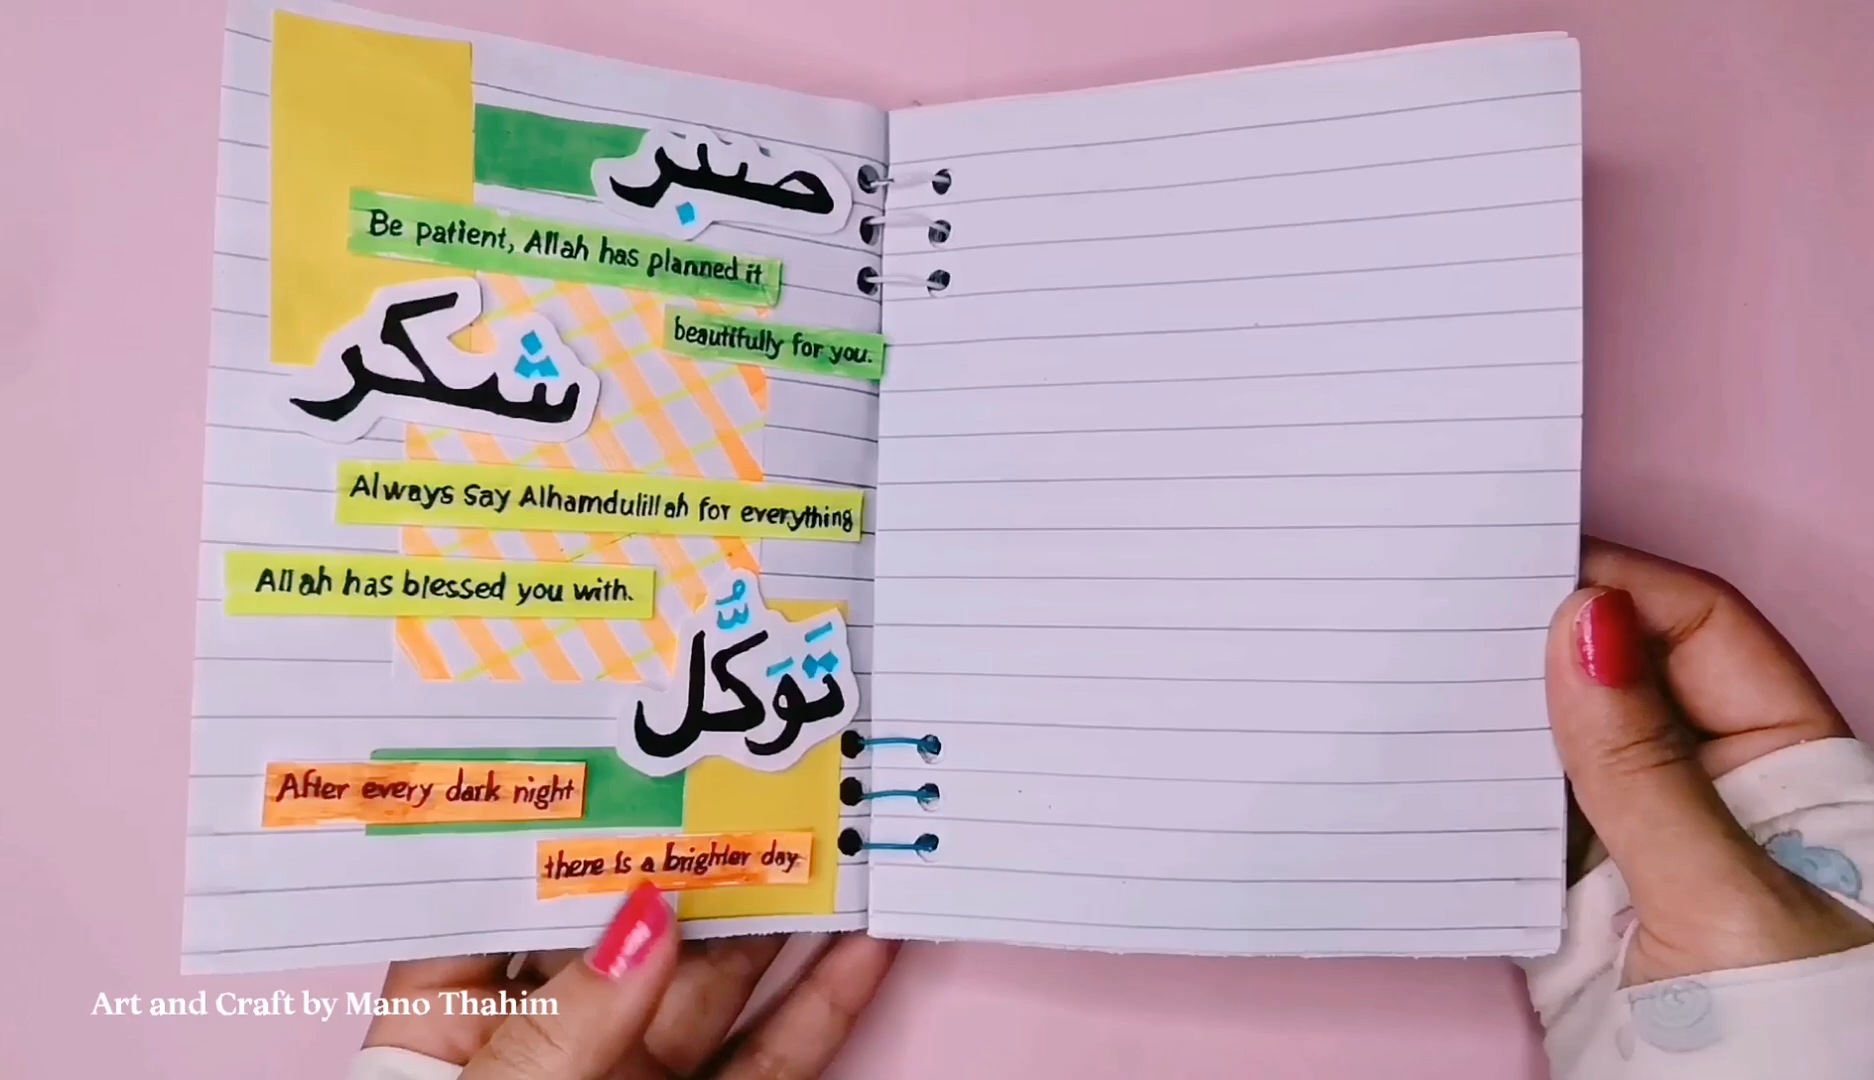 صبر
Be patient, Allah has planned it
beautifully for you.
شكر
Always say Alhamdulillah for everything
Allah has blessed you with.
تَوَكُّل
After every dark night
there is a brighter day
Art and Craft by Mano Thahim